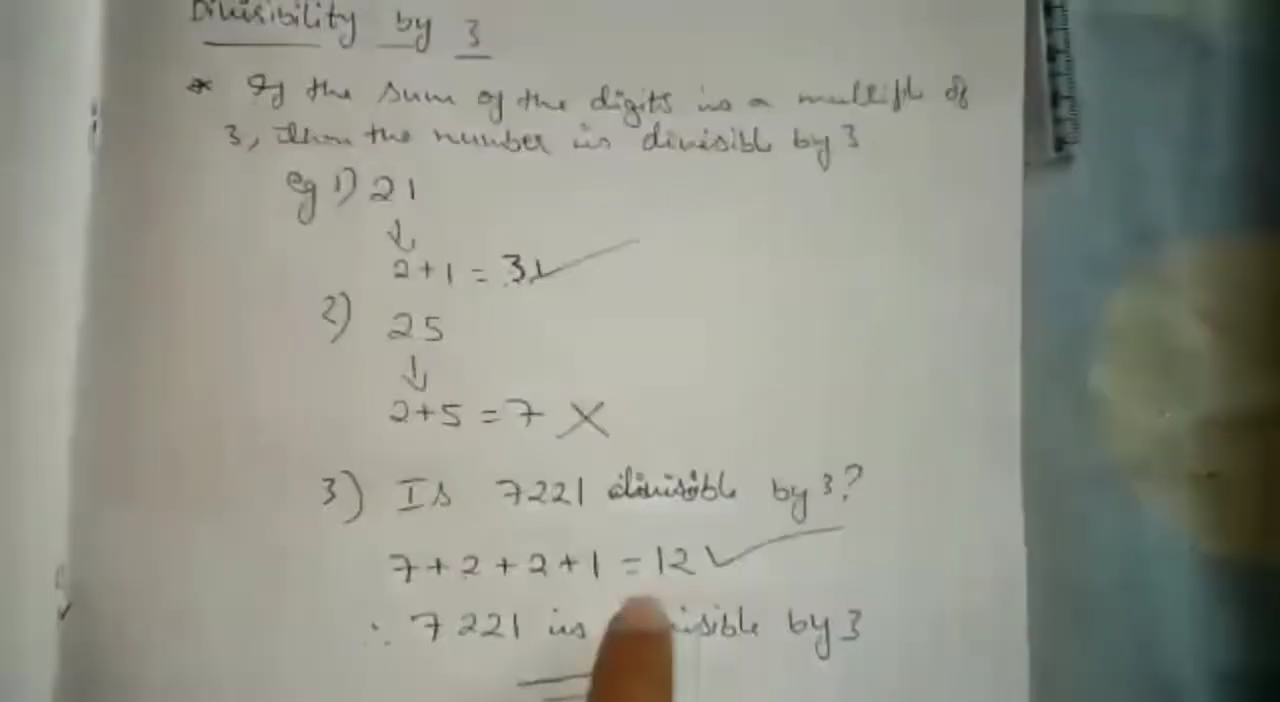 Divisibility by 3
* If the sum of the digits is a multiple of
3, then the number is divisible by 3
eg 1) 21
↓
2+1 = 3 ✓
2) 25
↓
2+5 = 7 X
3) Is 7221 divisible by 3?
7+2+2+1 = 12 ✓
∴ 7221 is divisible by 3